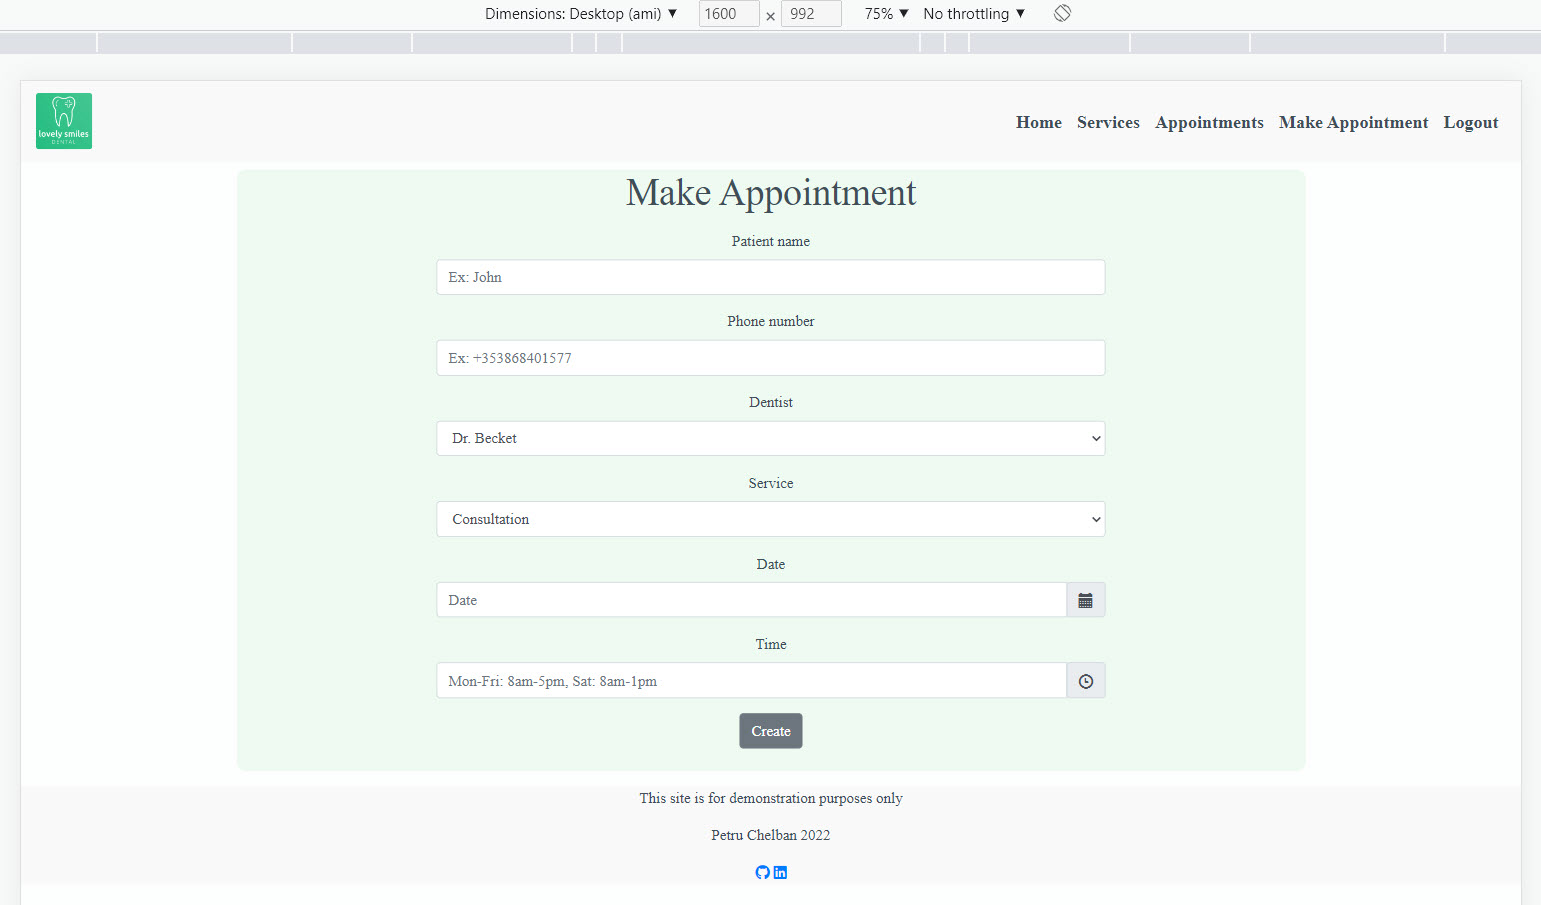 Dimensions: Desktop (ami) ▼ 1600 × 992 75% ▼ No throttling ▼
lovely smiles
DENTAL
Home Services Appointments Make Appointment Logout
Make Appointment
Patient name
Ex: John
Phone number
Ex: +353868401577
Dentist
Dr. Becket
Service
Consultation
Date
Date
Time
Mon-Fri: 8am-5pm, Sat: 8am-1pm
Create
This site is for demonstration purposes only
Petru Chelban 2022